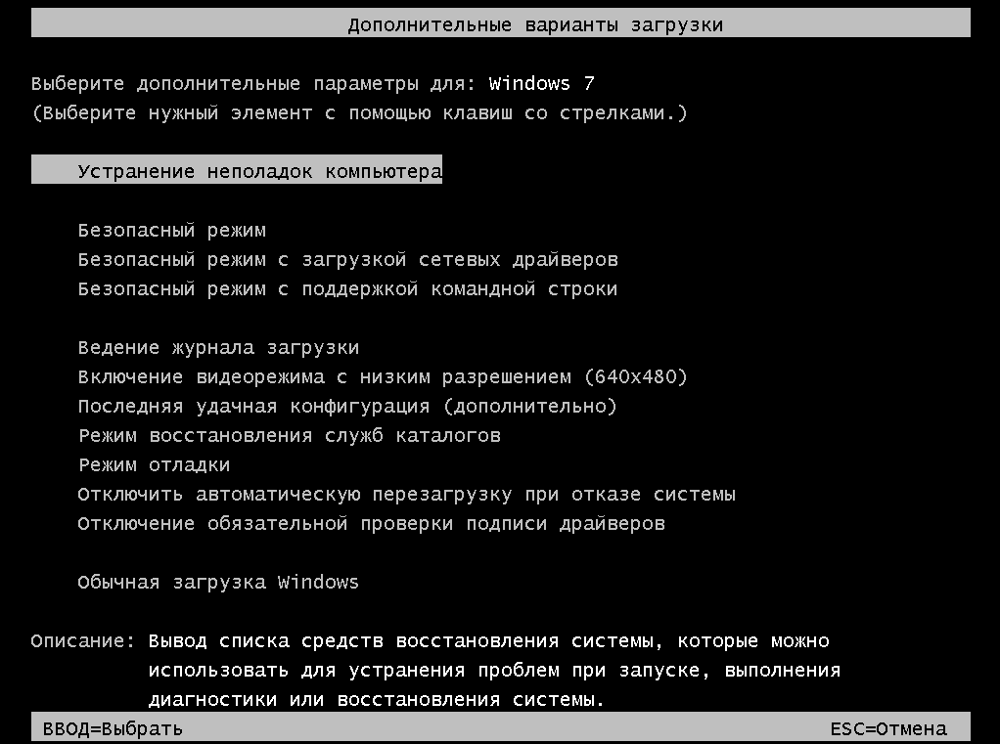 Дополнительные варианты загрузки
Выберите дополнительные параметры для: Windows 7
(Выберите нужный элемент с помощью клавиш со стрелками.)
Устранение неполадок компьютера
Безопасный режим
Безопасный режим с загрузкой сетевых драйверов
Безопасный режим с поддержкой командной строки
Ведение журнала загрузки
Включение видеорежима с низким разрешением (640x480)
Последняя удачная конфигурация (дополнительно)
Режим восстановления служб каталогов
Режим отладки
Отключить автоматическую перезагрузку при отказе системы
Отключение обязательной проверки подписи драйверов
Обычная загрузка Windows
Описание: Вывод списка средств восстановления системы, которые можно
использовать для устранения проблем при запуске, выполнения
диагностики или восстановления системы.
ВВОД=Выбрать ESC=Отмена